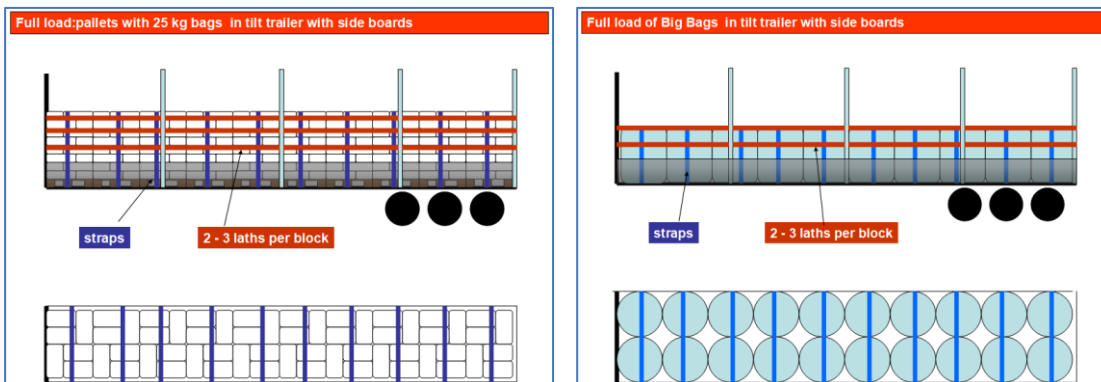 Full load:pallets with 25 kg bags in tilt trailer with side boards
straps
2 - 3 laths per block
Full load of Big Bags in tilt trailer with side boards
straps
2 - 3 laths per block